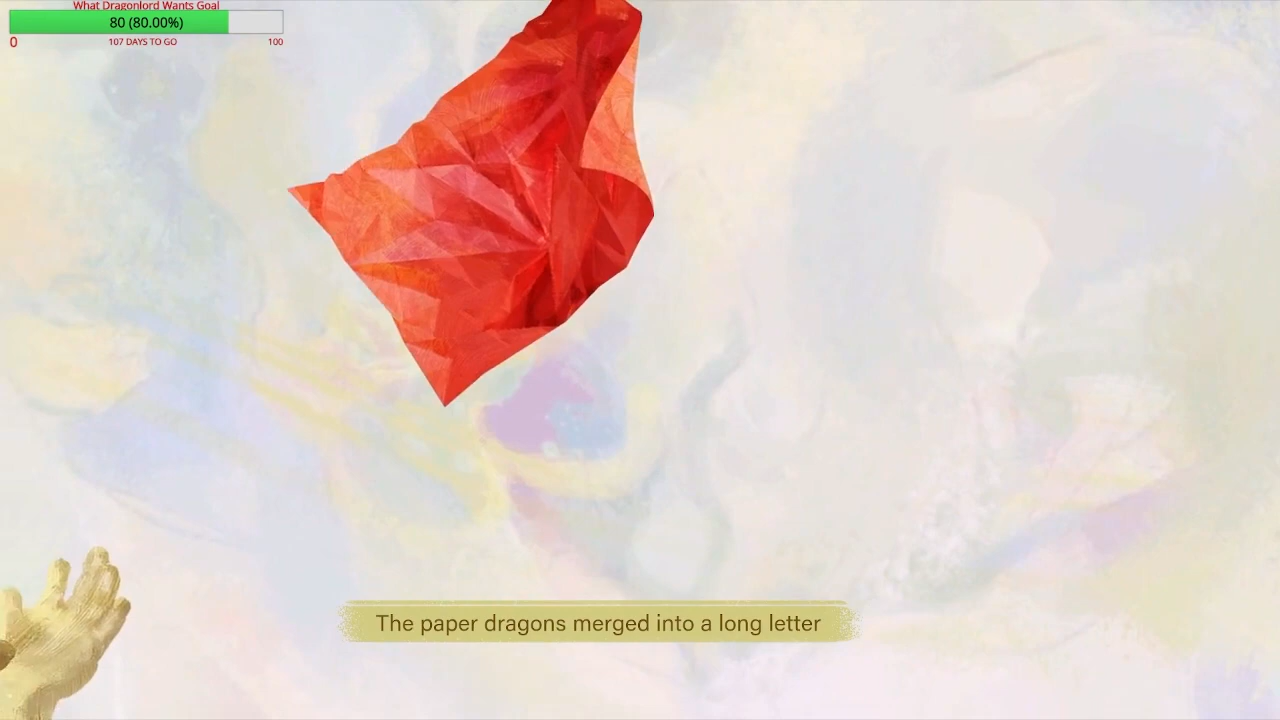 What Dragonlord Wants Goal
80 (80.00%)
0 107 DAYS TO GO 100
The paper dragons merged into a long letter